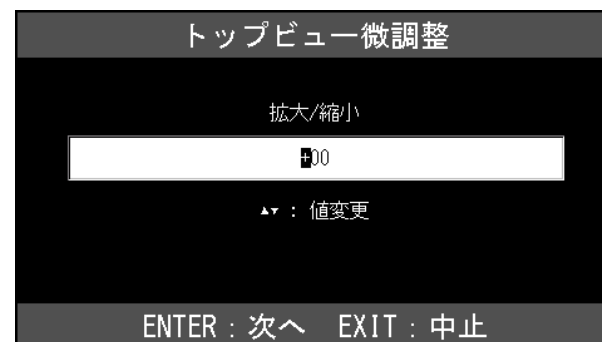 トップビュー微調整
拡大/縮小
+00
▲▼ : 値変更
ENTER : 次へ EXIT : 中止